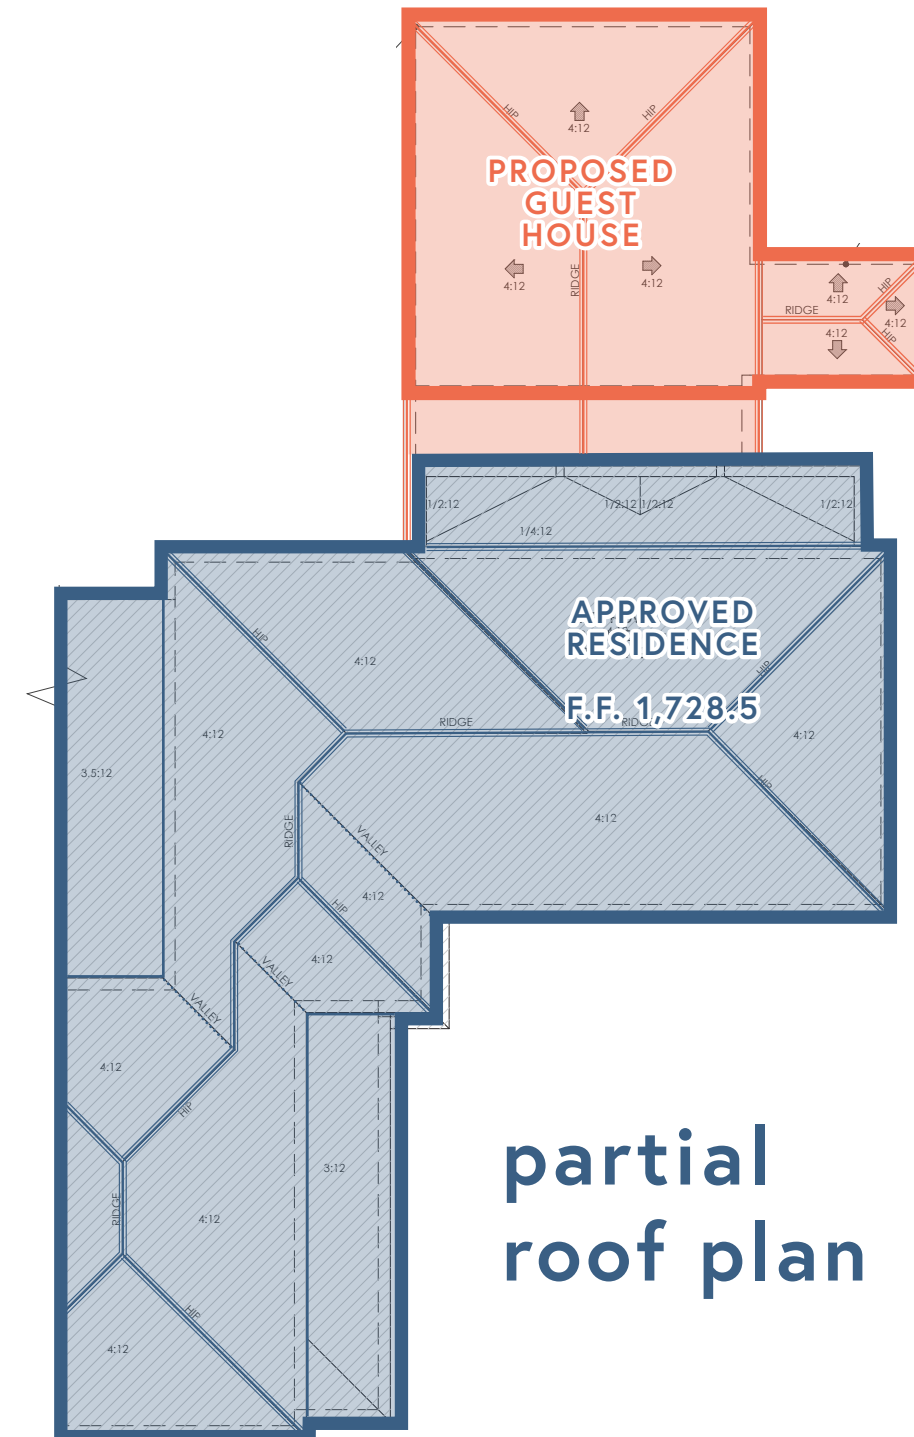 HIP
HIP
4:12
PROPOSED
GUEST
HOUSE
RIDGE
4:12
4:12
4:12
HIP
RIDGE
4:12
4:12
HIP
1/2:12
1/2:12
1/2:12
1/2:12
1/4:12
APPROVED
RESIDENCE
F.F. 1,728.5
HIP
4:12
HIP
RIDGE
RIDGE
4:12
4:12
3.5:12
HIP
4:12
RIDGE
VALLEY
4:12
HIP
4:12
VALLEY
VALLEY
4:12
HIP
partial
roof plan
3:12
RIDGE
4:12
HIP
4:12